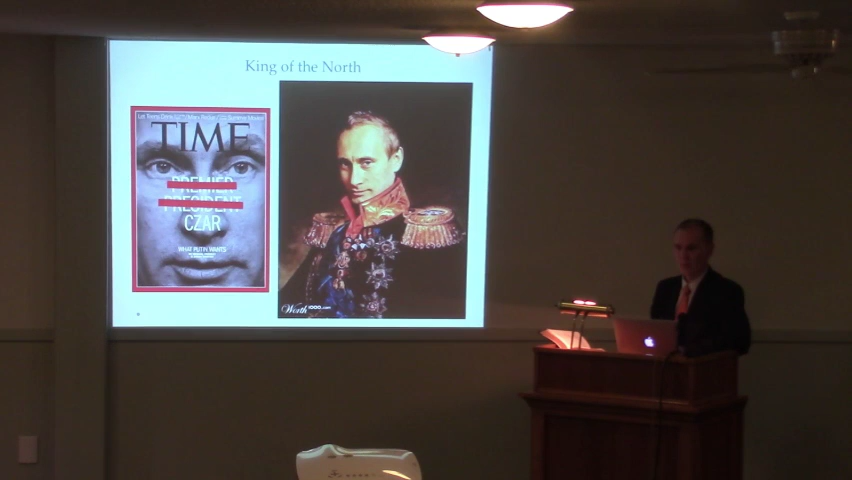 King of the North
TIME
PREMIER
PRESIDENT
CZAR
WHAT PUTIN WANTS
Worth1000.com